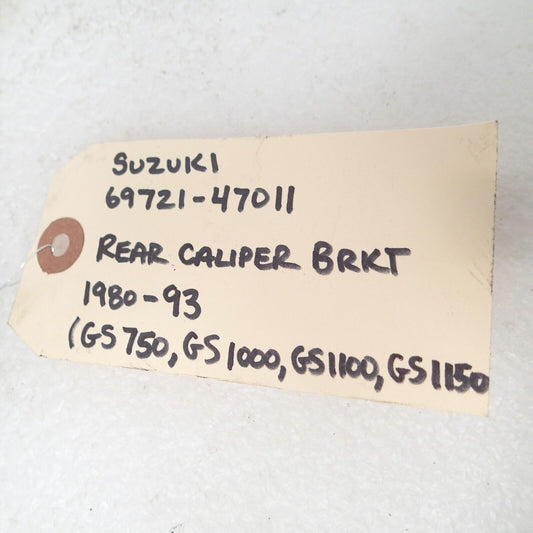 SUZUKI
69721-47011
REAR CALIPER BRKT
1980-93
(GS750, GS1000, GS1100, GS1150